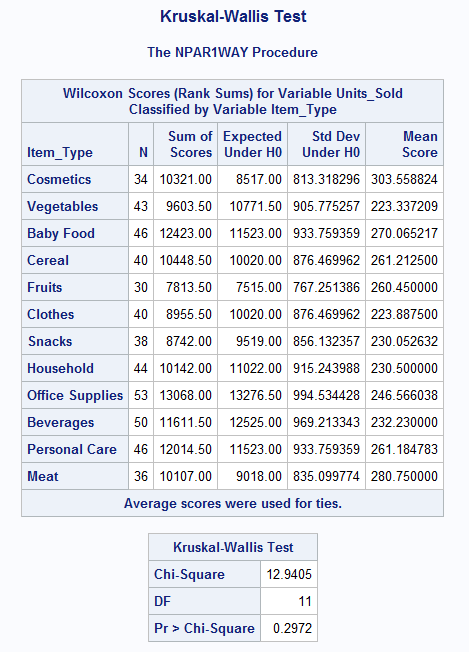 Kruskal-Wallis Test
The NPAR1WAY Procedure
Wilcoxon Scores (Rank Sums) for Variable Units_Sold
Classified by Variable Item_Type
Item_Type N Sum of Scores Expected Under H0 Std Dev Under H0 Mean Score
Cosmetics 34 10321.00 8517.00 813.318296 303.558824
Vegetables 43 9603.50 10771.50 905.775257 223.337209
Baby Food 46 12423.00 11523.00 933.759359 270.065217
Cereal 40 10448.50 10020.00 876.469962 261.212500
Fruits 30 7813.50 7515.00 767.251386 260.450000
Clothes 40 8955.50 10020.00 876.469962 223.887500
Snacks 38 8742.00 9519.00 856.132357 230.052632
Household 44 10142.00 11022.00 915.243988 230.500000
Office Supplies 53 13068.00 13276.50 994.534428 246.566038
Beverages 50 11611.50 12525.00 969.213343 232.230000
Personal Care 46 12014.50 11523.00 933.759359 261.184783
Meat 36 10107.00 9018.00 835.099774 280.750000
Average scores were used for ties.
Kruskal-Wallis Test
Chi-Square 12.9405
DF 11
Pr > Chi-Square 0.2972